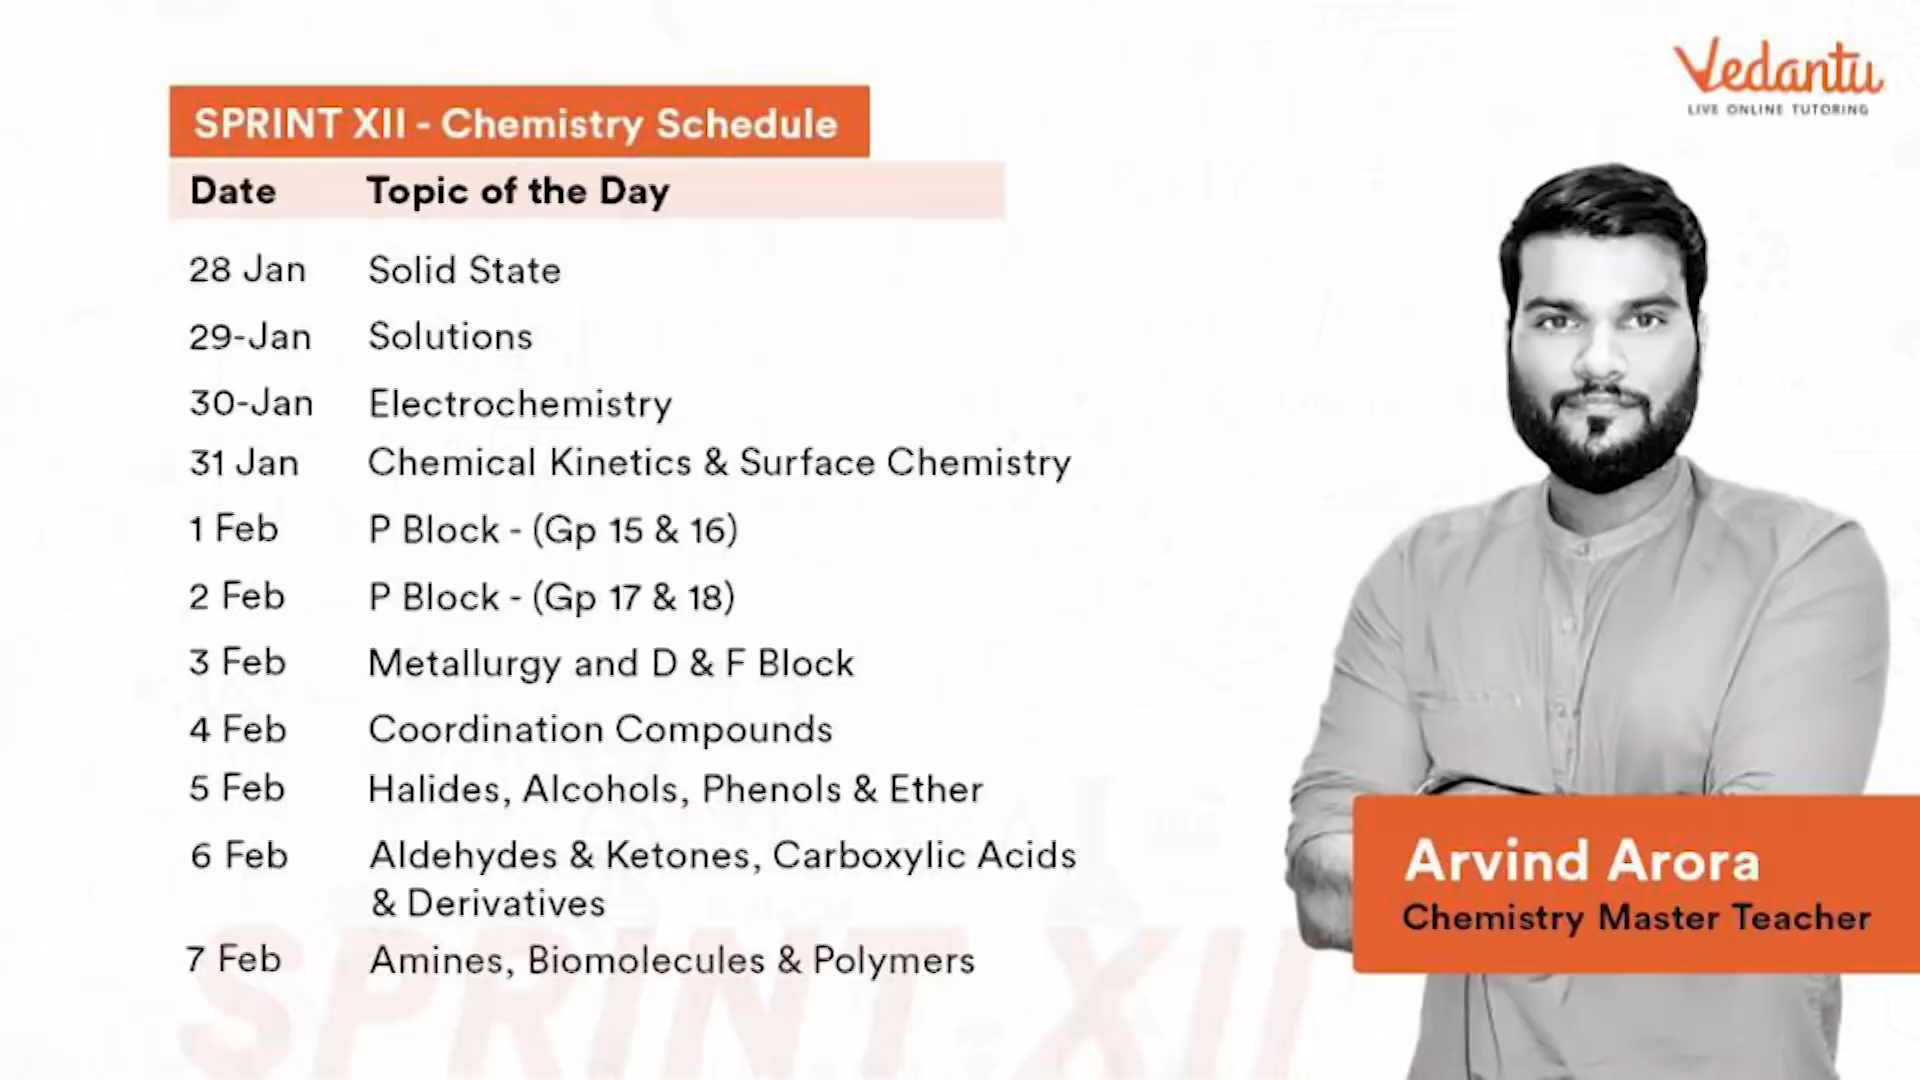 Vedantu
LIVE ONLINE TUTORING
SPRINT XII - Chemistry Schedule
Date Topic of the Day
28 Jan Solid State
29-Jan Solutions
30-Jan Electrochemistry
31 Jan Chemical Kinetics & Surface Chemistry
1 Feb P Block - (Gp 15 & 16)
2 Feb P Block - (Gp 17 & 18)
3 Feb Metallurgy and D & F Block
4 Feb Coordination Compounds
5 Feb Halides, Alcohols, Phenols & Ether
6 Feb Aldehydes & Ketones, Carboxylic Acids
& Derivatives
7 Feb Amines, Biomolecules & Polymers
Arvind Arora
Chemistry Master Teacher
SPRINT XII